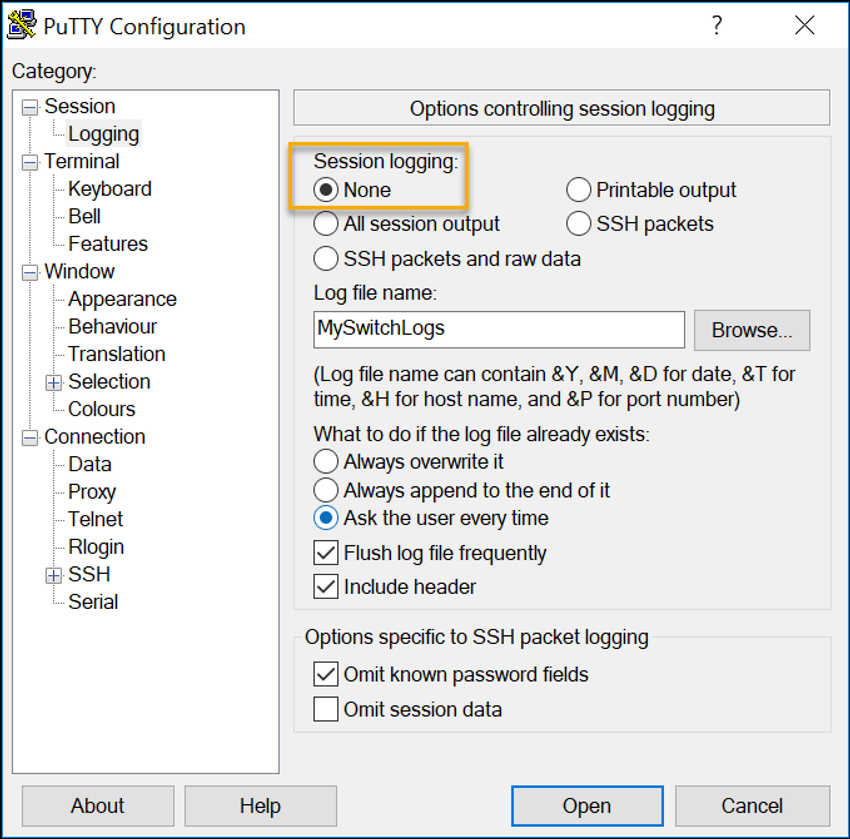 PuTTY Configuration
?
Category:
Session
Logging
Terminal
Keyboard
Bell
Features
Window
Appearance
Behaviour
Translation
Selection
Colours
Connection
Data
Proxy
Telnet
Rlogin
SSH
Serial
Options controlling session logging
Session logging:
None
Printable output
All session output
SSH packets
SSH packets and raw data
Log file name:
MySwitchLogs
Browse...
(Log file name can contain &Y, &M, &D for date, &T for
time, &H for host name, and &P for port number)
What to do if the log file already exists:
Always overwrite it
Always append to the end of it
Ask the user every time
Flush log file frequently
Include header
Options specific to SSH packet logging
Omit known password fields
Omit session data
About
Help
Open
Cancel